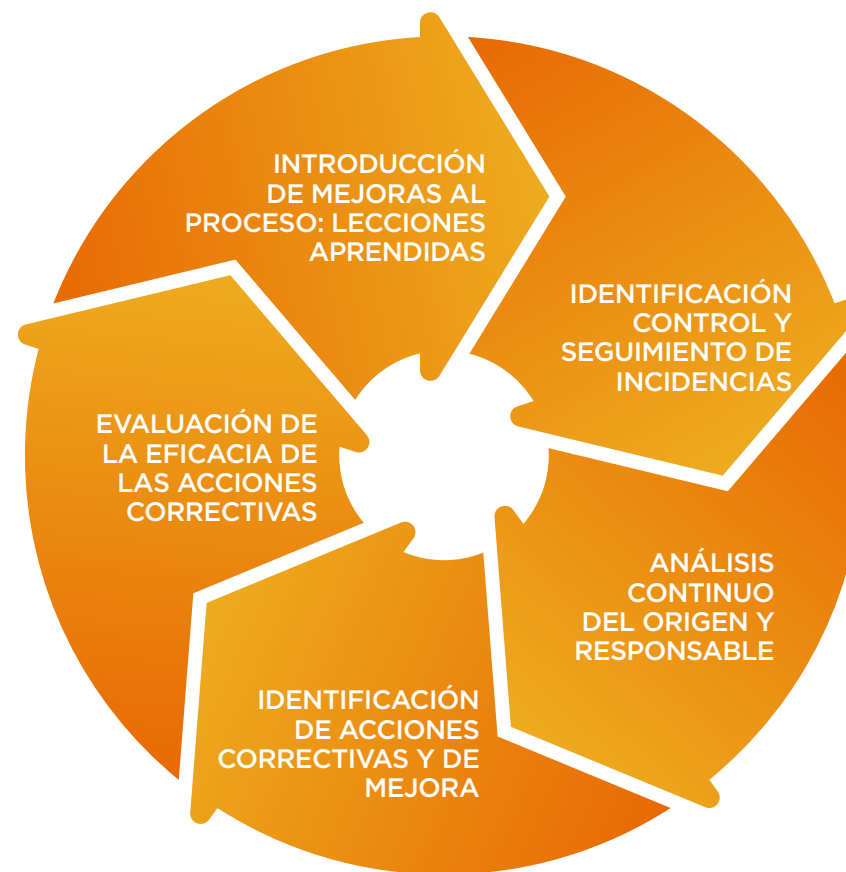 INTRODUCCIÓN
DE MEJORAS AL
PROCESO: LECCIONES
APRENDIDAS
IDENTIFICACIÓN
CONTROL Y
SEGUIMIENTO DE
INCIDENCIAS
ANÁLISIS
CONTINUO
DEL ORIGEN Y
RESPONSABLE
IDENTIFICACIÓN
DE ACCIONES
CORRECTIVAS Y DE
MEJORA
EVALUACIÓN DE
LA EFICACIA DE
LAS ACCIONES
CORRECTIVAS